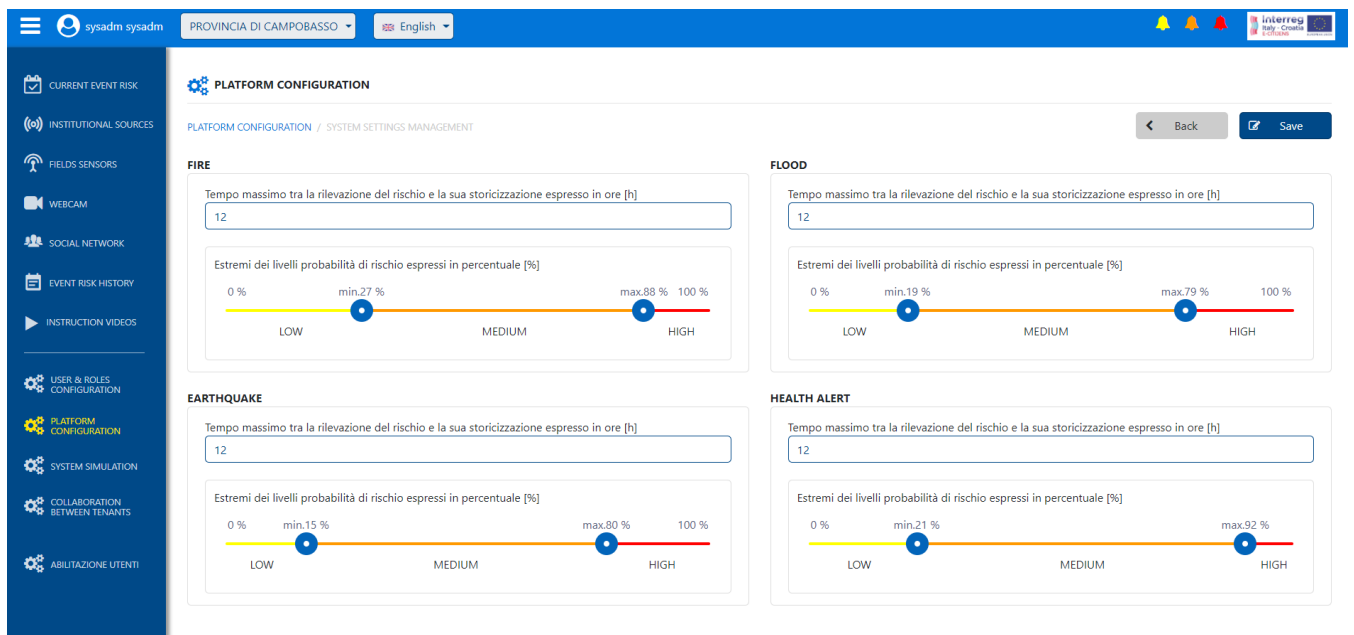 sysadm sysadm
PROVINCIA DI CAMPOBASSO
English
interreg
Italy - Croatia
E-CITIJENS
CURRENT EVENT RISK
INSTITUTIONAL SOURCES
FIELDS SENSORS
WEBCAM
SOCIAL NETWORK
EVENT RISK HISTORY
INSTRUCTION VIDEOS
USER & ROLES
CONFIGURATION
PLATFORM
CONFIGURATION
SYSTEM SIMULATION
COLLABORATION
BETWEEN TENANTS
ABILITAZIONE UTENTI
PLATFORM CONFIGURATION
PLATFORM CONFIGURATION / SYSTEM SETTINGS MANAGEMENT
Back
Save
FIRE
Tempo massimo tra la rilevazione del rischio e la sua storicizzazione espresso in ore [h]
12
Estremi dei livelli probabilità di rischio espressi in percentuale [%]
0 % min.27 % max.88 % 100 %
LOW MEDIUM HIGH
FLOOD
Tempo massimo tra la rilevazione del rischio e la sua storicizzazione espresso in ore [h]
12
Estremi dei livelli probabilità di rischio espressi in percentuale [%]
0 % min.19 % max.79 % 100 %
LOW MEDIUM HIGH
EARTHQUAKE
Tempo massimo tra la rilevazione del rischio e la sua storicizzazione espresso in ore [h]
12
Estremi dei livelli probabilità di rischio espressi in percentuale [%]
0 % min.15 % max.80 % 100 %
LOW MEDIUM HIGH
HEALTH ALERT
Tempo massimo tra la rilevazione del rischio e la sua storicizzazione espresso in ore [h]
12
Estremi dei livelli probabilità di rischio espressi in percentuale [%]
0 % min.21 % max.92 %
LOW MEDIUM HIGH